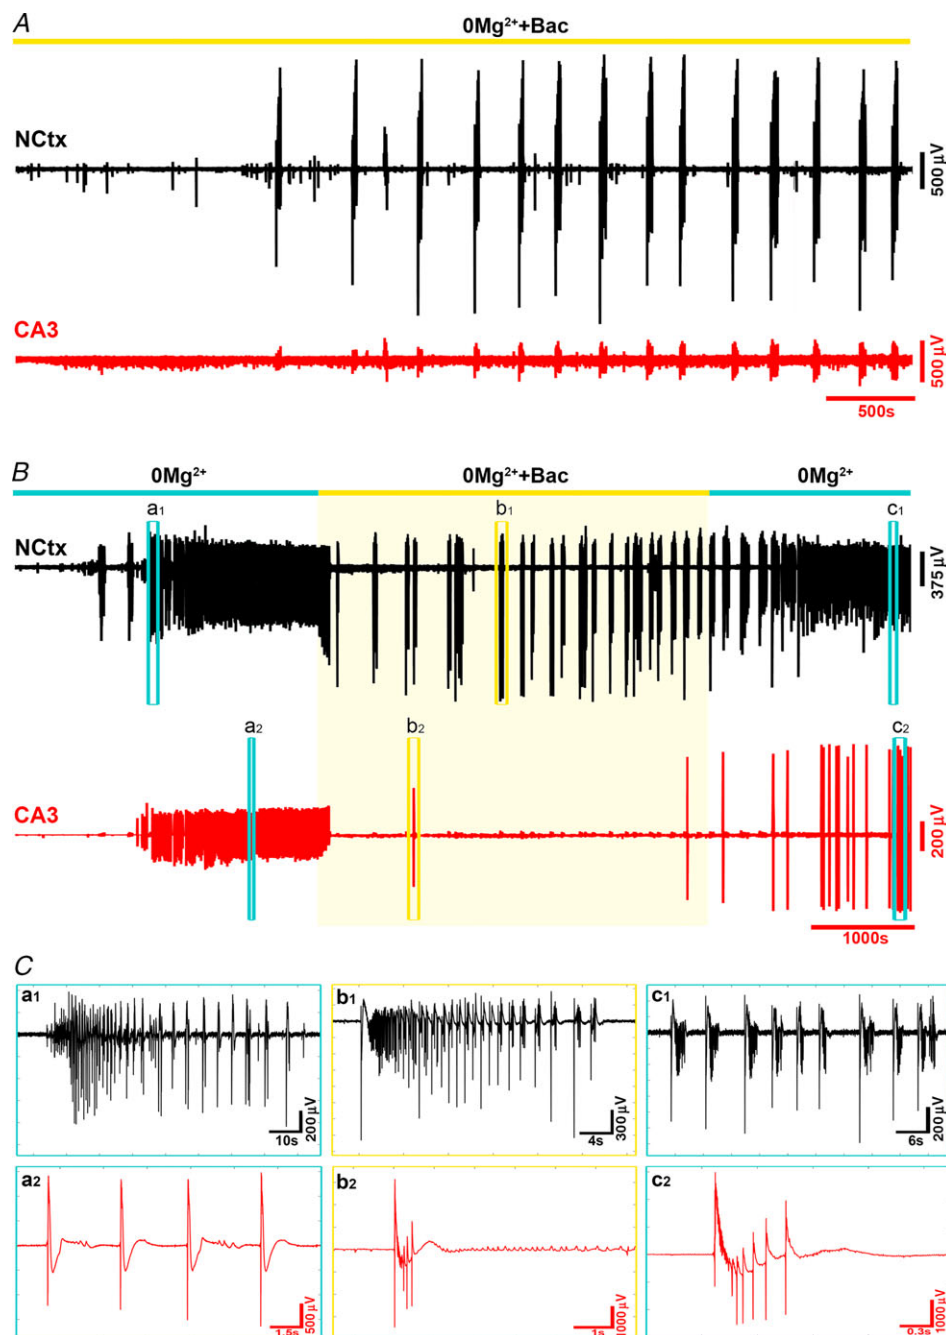 A
0Mg²⁺+Bac
NCtx
500 µV
CA3
500 µV
500s
B
0Mg²⁺
0Mg²⁺+Bac
0Mg²⁺
a₁
b₁
c₁
NCtx
375 µV
a₂
b₂
c₂
CA3
200 µV
1000s
C
a₁
10s
200 µV
b₁
4s
300 µV
c₁
6s
200 µV
a₂
1.5s
500 µV
b₂
1s
1000 µV
c₂
0.3s
1000 µV